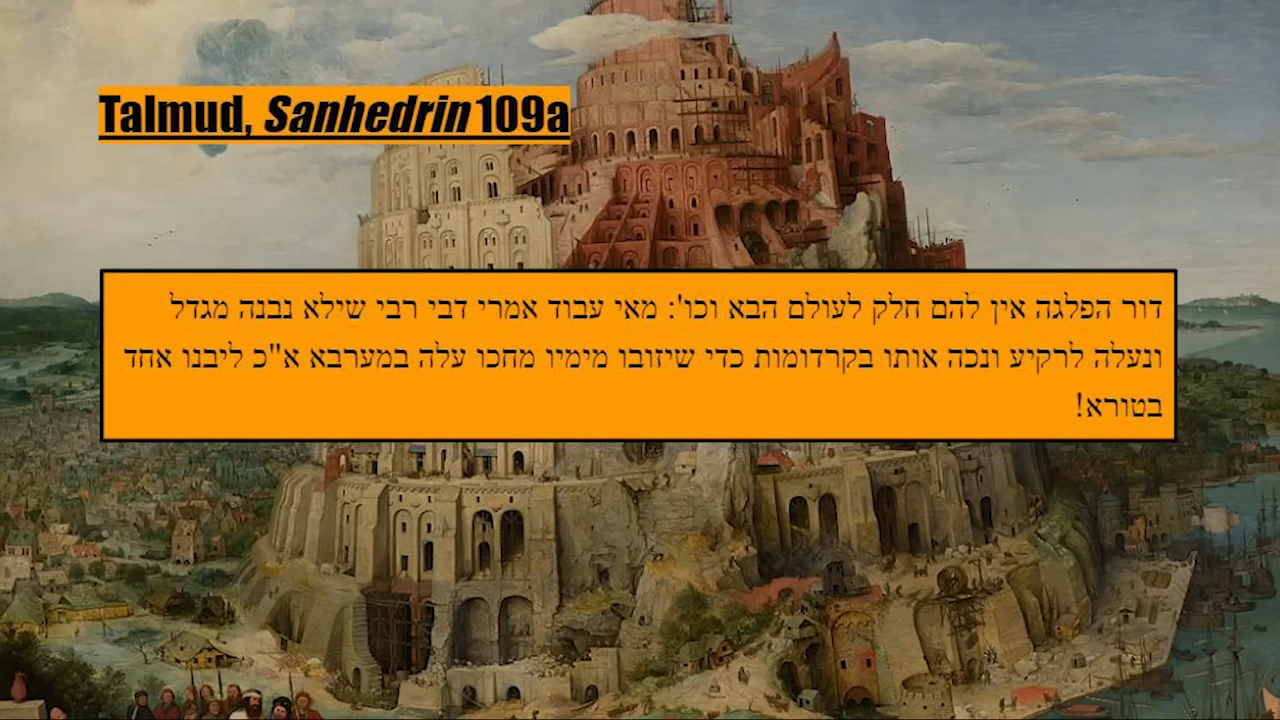 Talmud, Sanhedrin 109a
דור הפלגה אין להם חלק לעולם הבא וכו': מאי עבוד אמרי דבי רבי שילא נבנה מגדל
ונעלה לרקיע ונכה אותו בקרדומות כדי שיזובו מימיו מחכו עלה במערבא א"כ ליבנו אחד
בטורא!